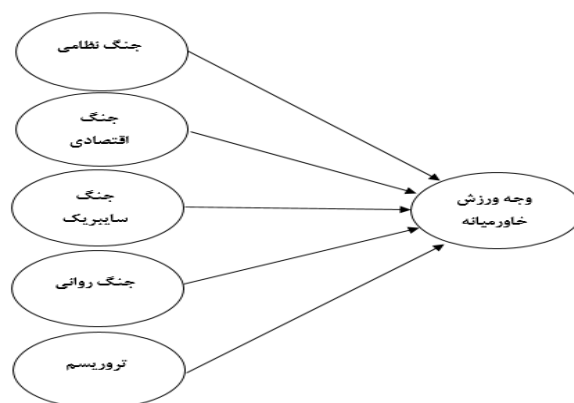 جنگ نظامی
جنگ
اقتصادی
جنگ
سایبریک
جنگ روانی
تروریسم
وجه ورزش
خاورمیانه